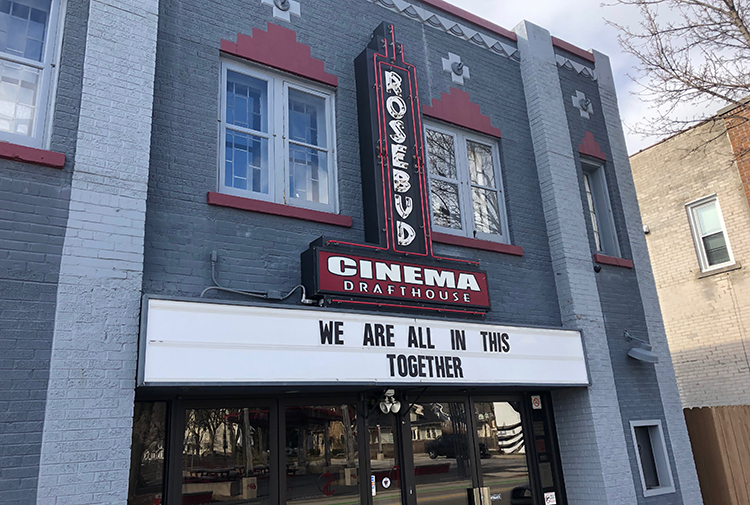 ROSEBUD
CINEMA
DRAFTHOUSE
WE ARE ALL IN THIS
TOGETHER